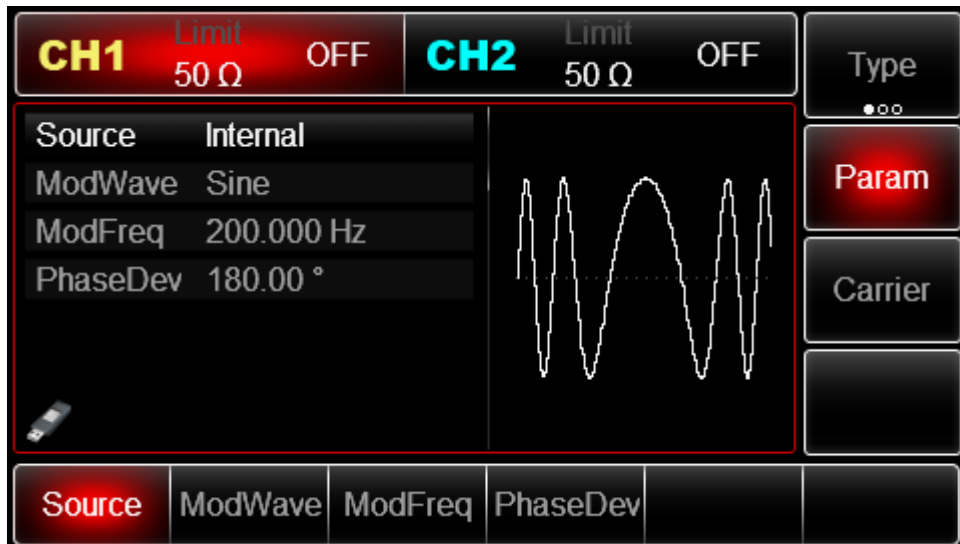 CH1 Limit 50 Ω OFF
CH2 Limit 50 Ω OFF
Type
Source Internal
ModWave Sine
ModFreq 200.000 Hz
PhaseDev 180.00 °
Param
Carrier
Source ModWave ModFreq PhaseDev